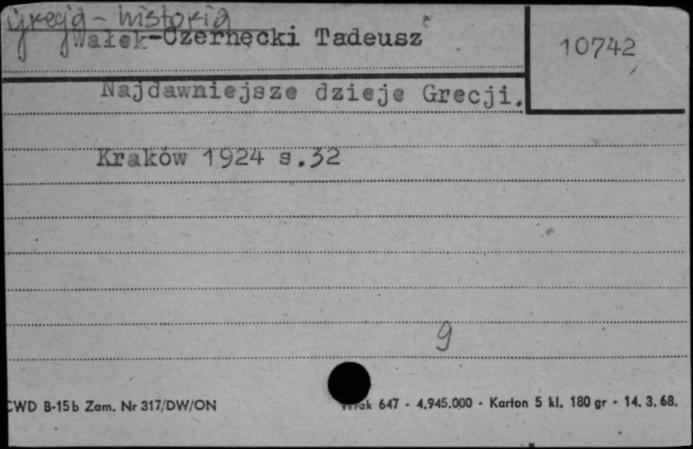 Grecja - historia
Wałek-Czernecki Tadeusz
10742
Najdawniejsze dzieje Grecji.
Kraków 1924 s.32
9
CWD B-15b Zam. Nr 317/DW/ON
647 - 4.945.000 - Karton 5 kl. 180 gr - 14. 3. 68.